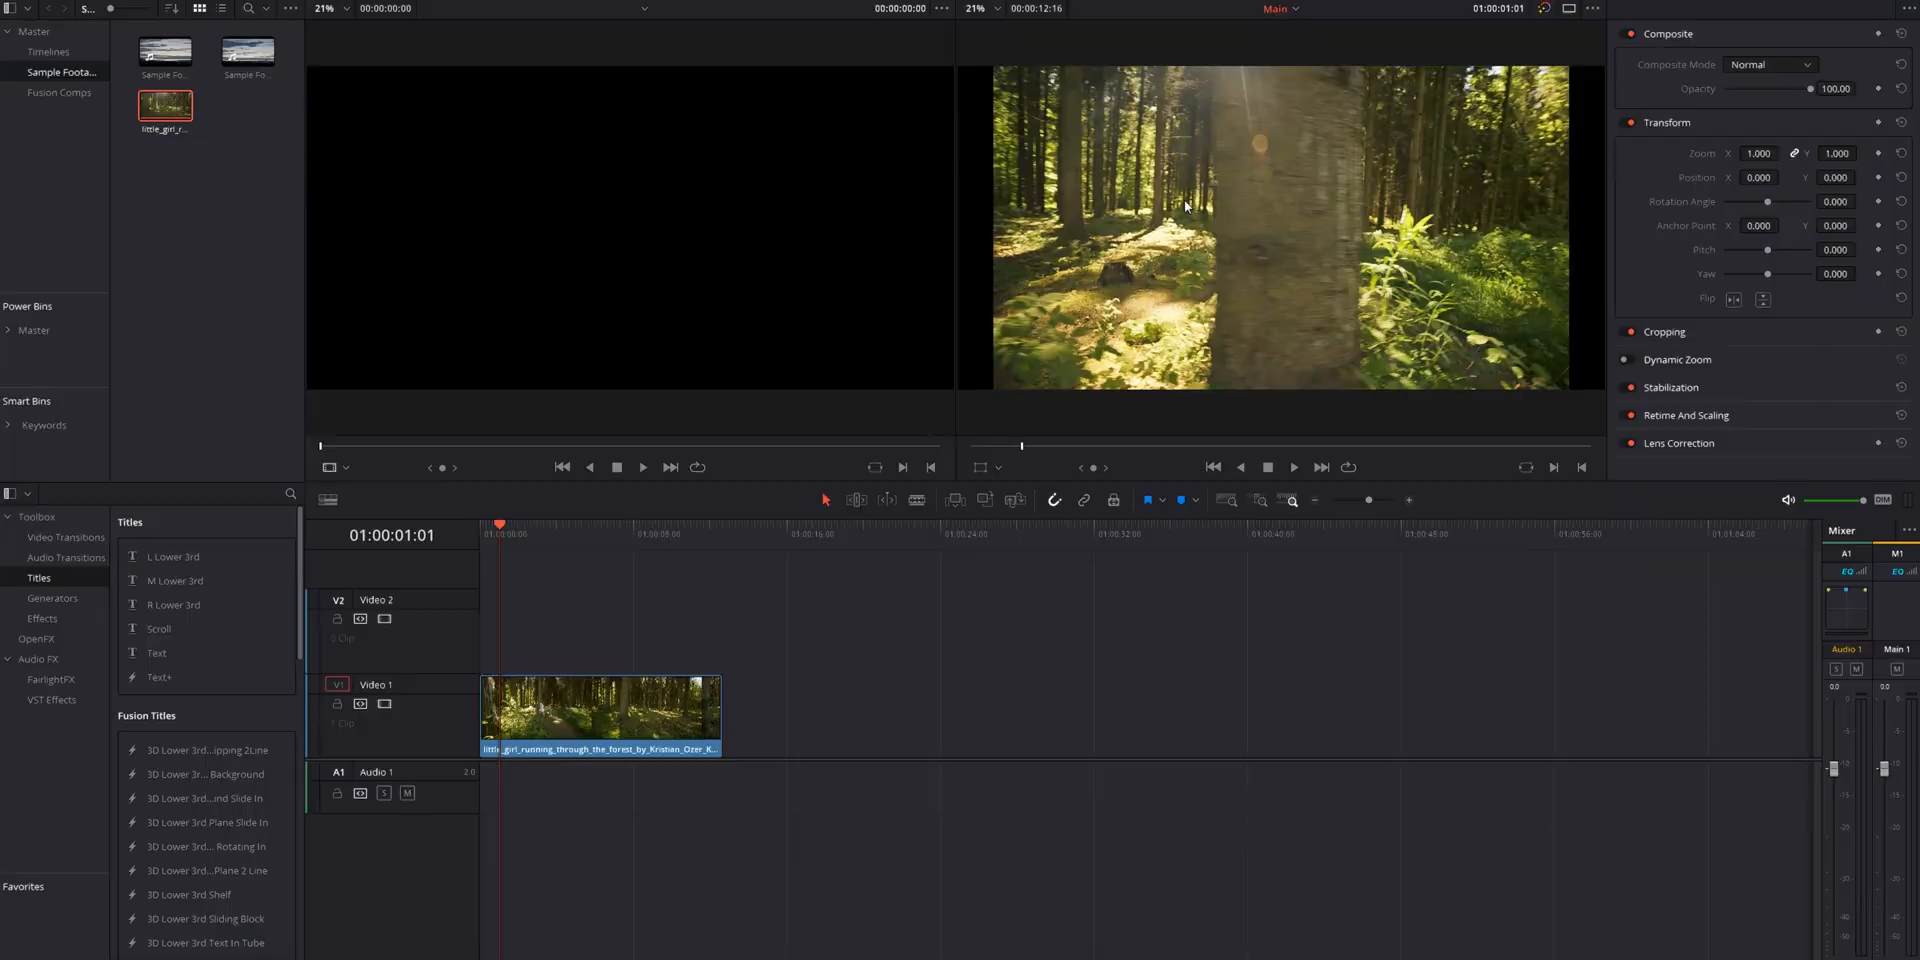 S...
21%
00:00:00:00
00:00:00:00
21%
00:00:12:16
Main
01:00:01:01
Master
Timelines
Sample Foota...
Fusion Comps
Sample Fo...
Sample Fo...
little_girl_r...
Power Bins
Master
Smart Bins
Keywords
Composite
Composite Mode
Normal
Opacity
100.00
Transform
Zoom X 1.000 Y 1.000
Position X 0.000 Y 0.000
Rotation Angle 0.000
Anchor Point X 0.000 Y 0.000
Pitch 0.000
Yaw 0.000
Flip
Cropping
Dynamic Zoom
Stabilization
Retime And Scaling
Lens Correction
Toolbox
Video Transitions
Audio Transitions
Titles
Generators
Effects
OpenFX
Audio FX
FairlightFX
VST Effects
Favorites
Titles
L Lower 3rd
M Lower 3rd
R Lower 3rd
Scroll
Text
Text+
Fusion Titles
3D Lower 3rd...ipping 2Line
3D Lower 3r... Background
3D Lower 3rd...ind Slide In
3D Lower 3rd Plane Slide In
3D Lower 3rd... Rotating In
3D Lower 3rd...Plane 2 Line
3D Lower 3rd Shelf
3D Lower 3rd Sliding Block
3D Lower 3rd Text In Tube
DIM
01:00:01:01
01:00:00:00
01:00:08:00
01:00:16:00
01:00:24:00
01:00:32:00
01:00:40:00
01:00:48:00
01:00:56:00
01:01:04:00
V2 Video 2
0 Clip
V1 Video 1
1 Clip
little_girl_running_through_the_forest_by_Kristian_Ozer_K...
A1 Audio 1 2.0
S M
Mixer
A1 M1
EQ EQ
Audio 1 Main 1
S M M
0.0 0.0